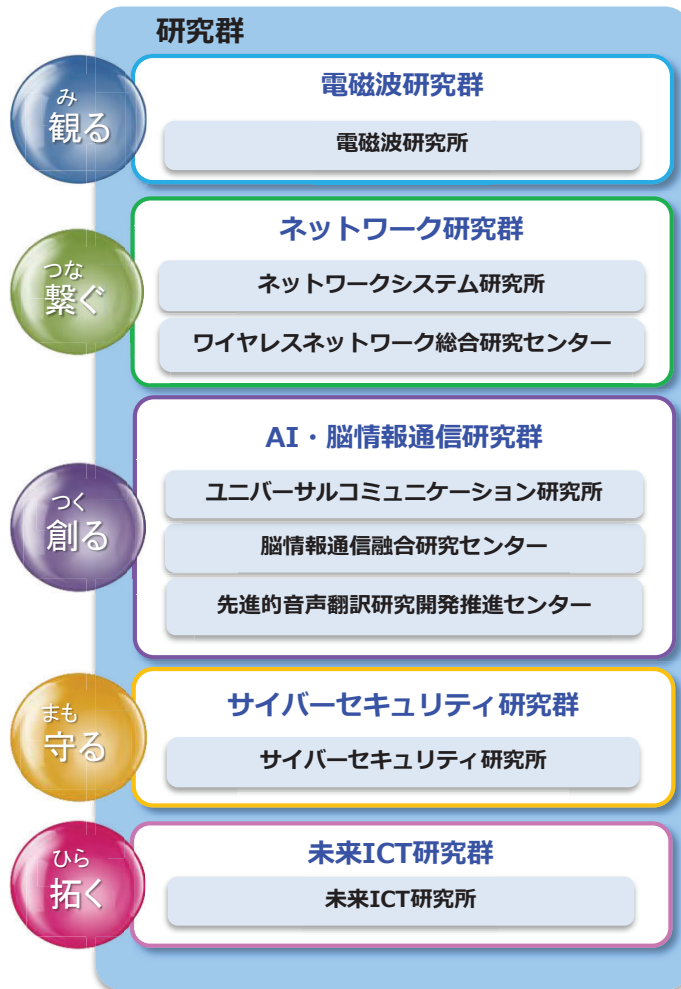 研究群
み
観る
電磁波研究群
電磁波研究所
つな
繋ぐ
ネットワーク研究群
ネットワークシステム研究所
ワイヤレスネットワーク総合研究センター
つく
創る
AI・脳情報通信研究群
ユニバーサルコミュニケーション研究所
脳情報通信融合研究センター
先進的音声翻訳研究開発推進センター
まも
守る
サイバーセキュリティ研究群
サイバーセキュリティ研究所
ひら
拓く
未来ICT研究群
未来ICT研究所